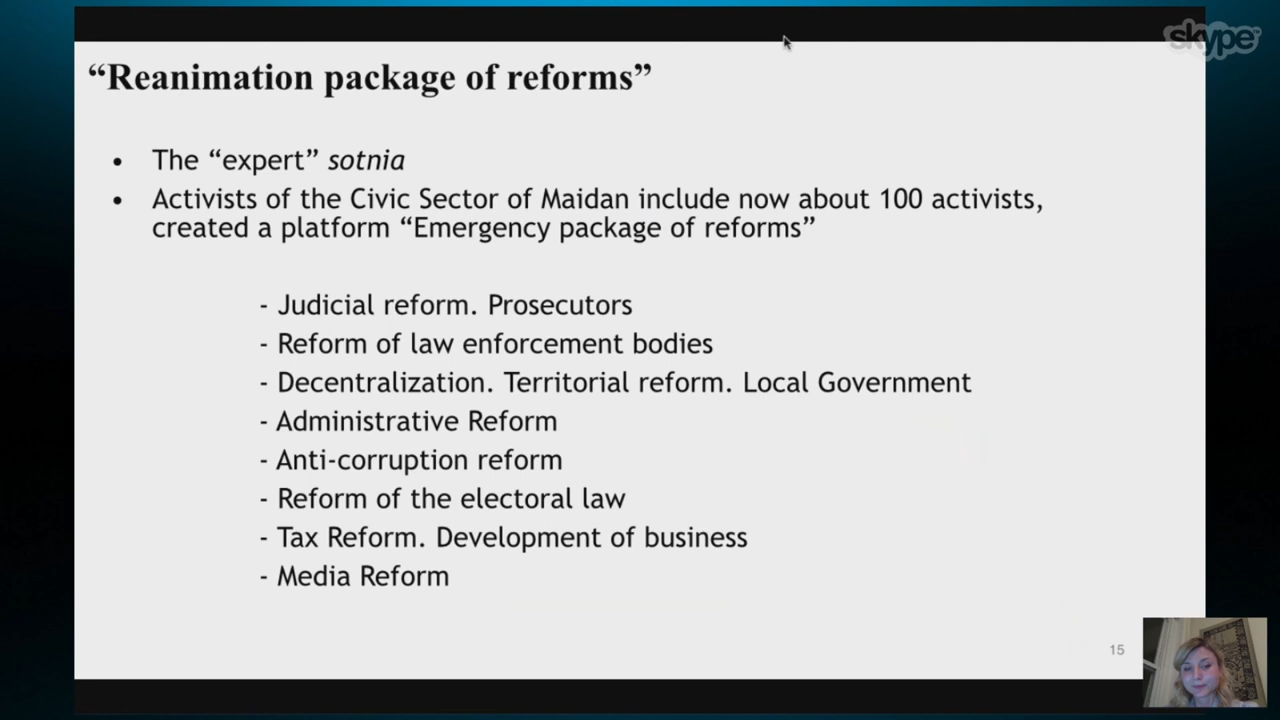 skype
“Reanimation package of reforms”
• The “expert” sotnia
• Activists of the Civic Sector of Maidan include now about 100 activists,
created a platform “Emergency package of reforms”
- Judicial reform. Prosecutors
- Reform of law enforcement bodies
- Decentralization. Territorial reform. Local Government
- Administrative Reform
- Anti-corruption reform
- Reform of the electoral law
- Tax Reform. Development of business
- Media Reform
15